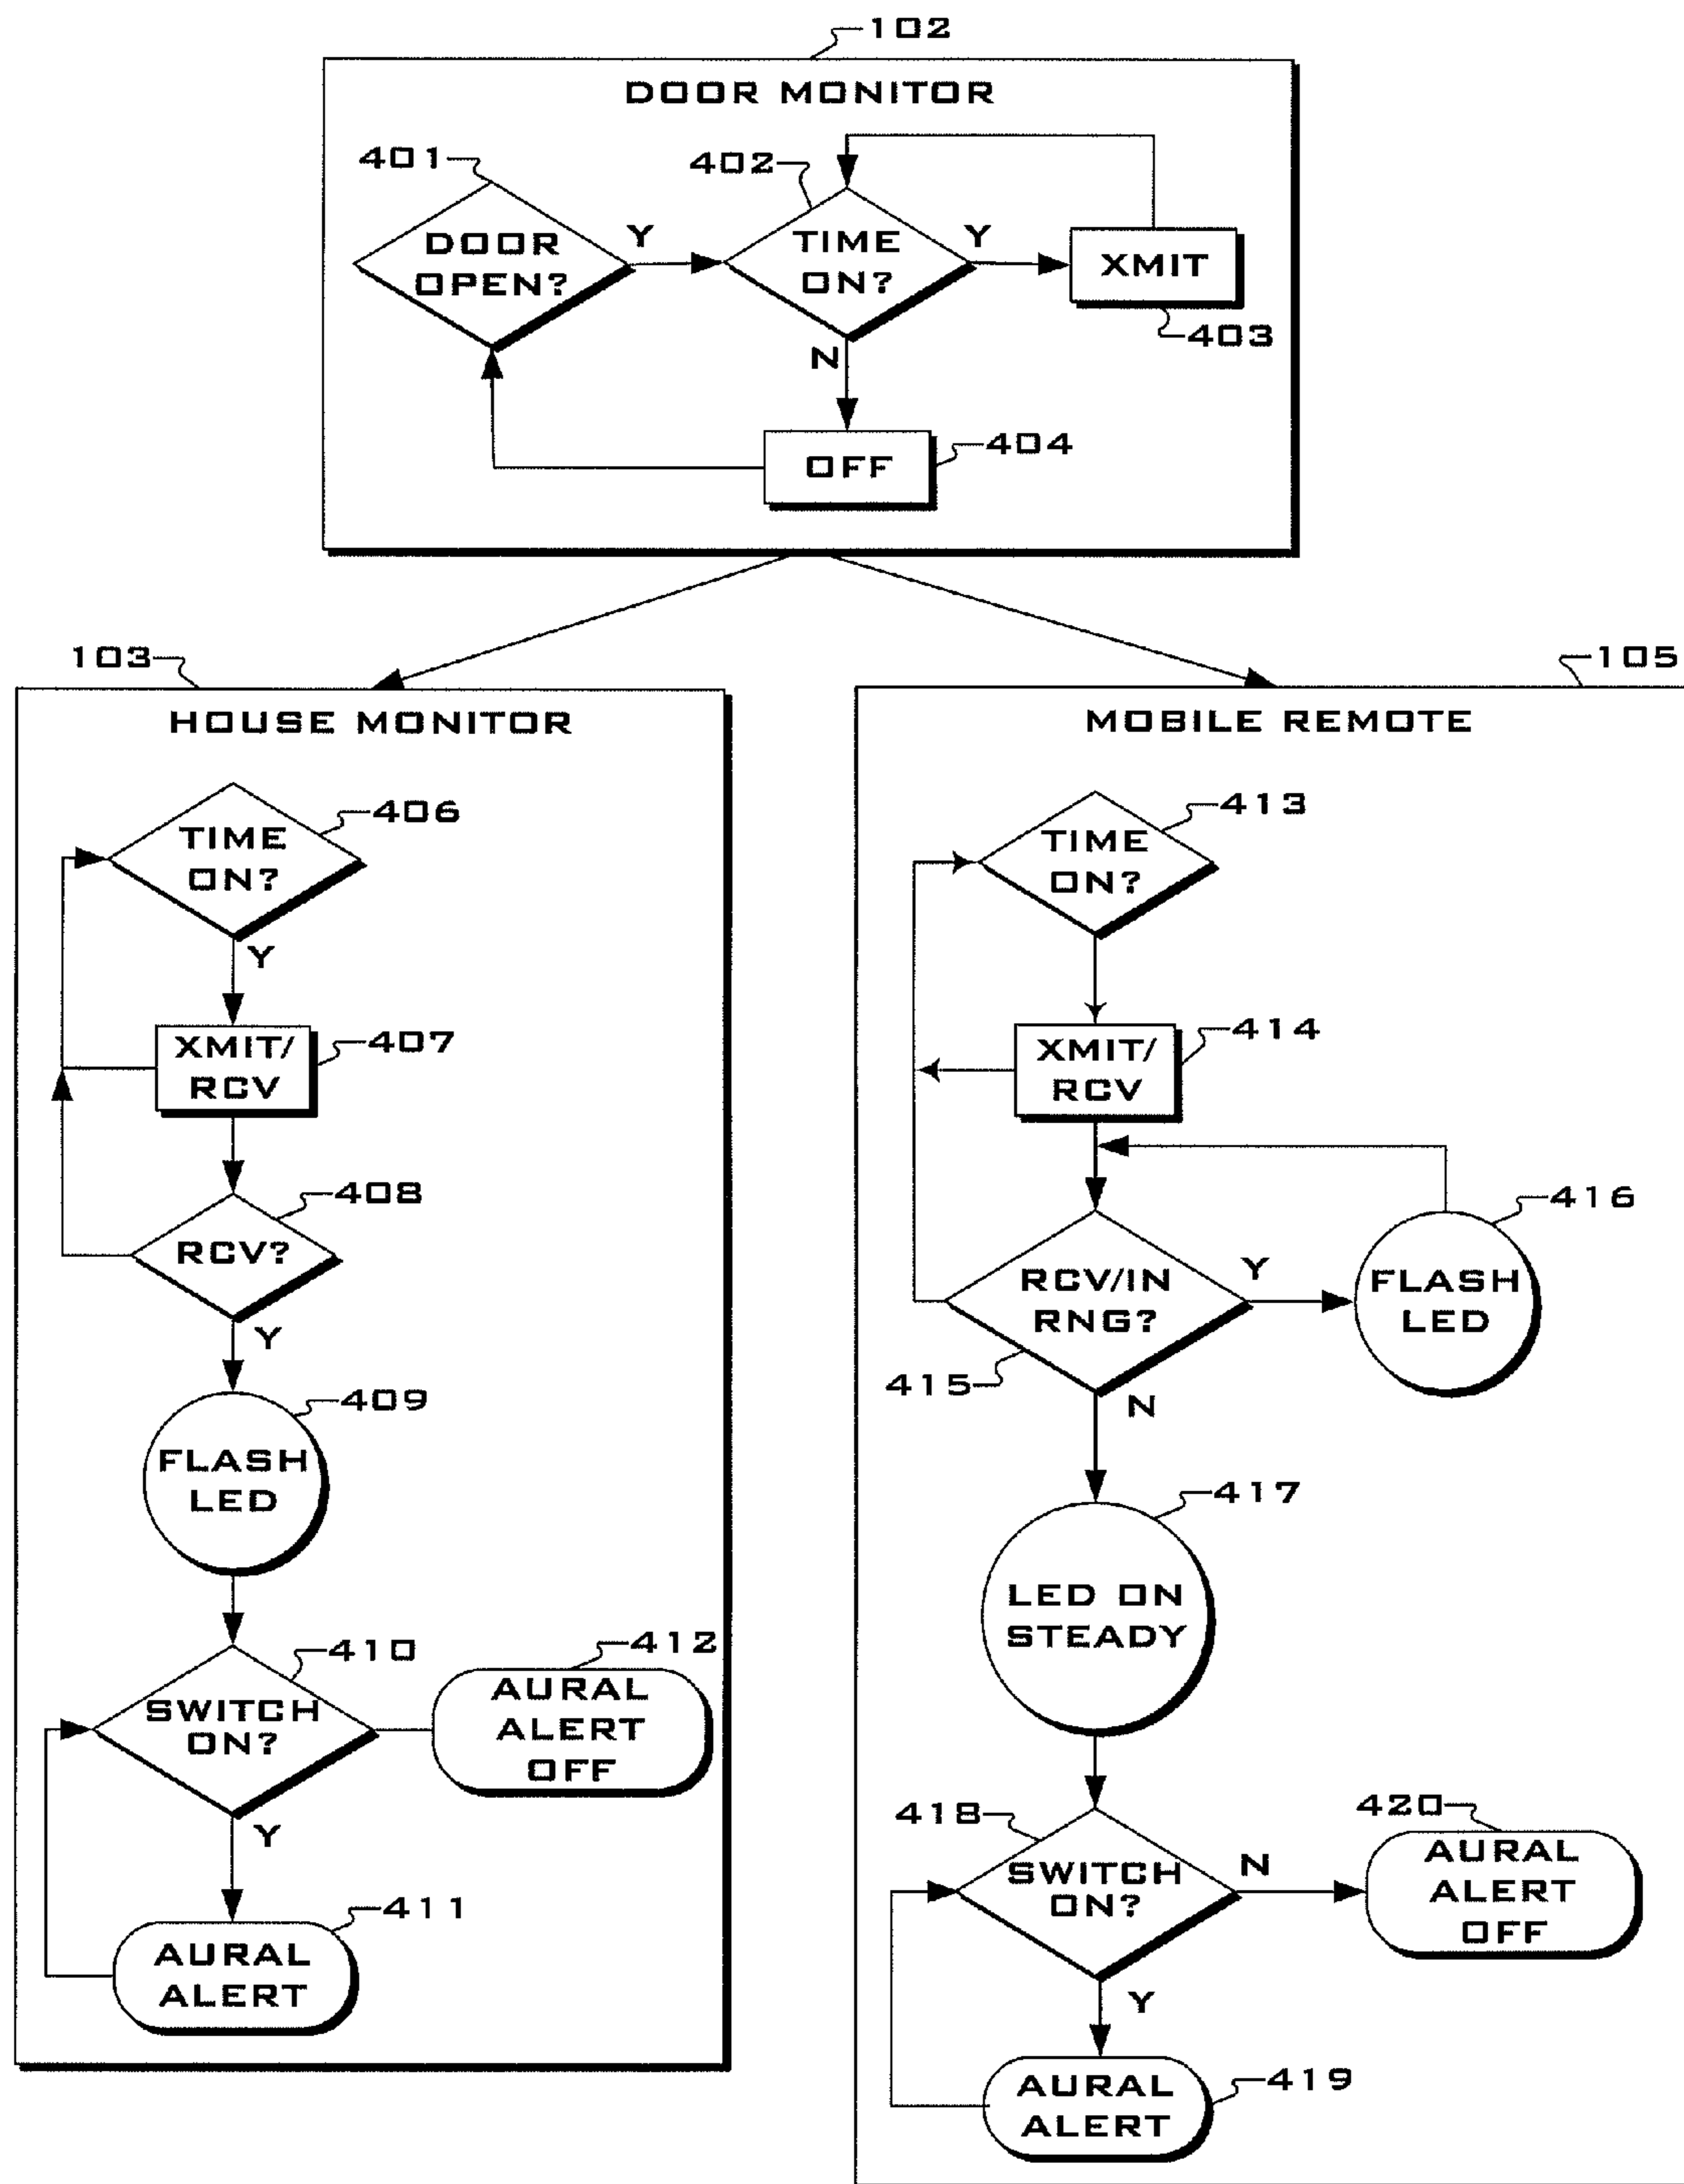 102
DOOR MONITOR
401
402
DOOR
OPEN?
Y
TIME
ON?
Y
XMIT
403
N
OFF
404
103
HOUSE MONITOR
406
TIME
ON?
Y
XMIT/
RCV
407
408
RCV?
Y
409
FLASH
LED
410
SWITCH
ON?
412
AURAL
ALERT
OFF
Y
411
AURAL
ALERT
105
MOBILE REMOTE
413
TIME
ON?
XMIT/
RCV
414
RCV/IN
RNG?
415
Y
416
FLASH
LED
N
417
LED ON
STEADY
418
SWITCH
ON?
N
420
AURAL
ALERT
OFF
Y
AURAL
ALERT
419